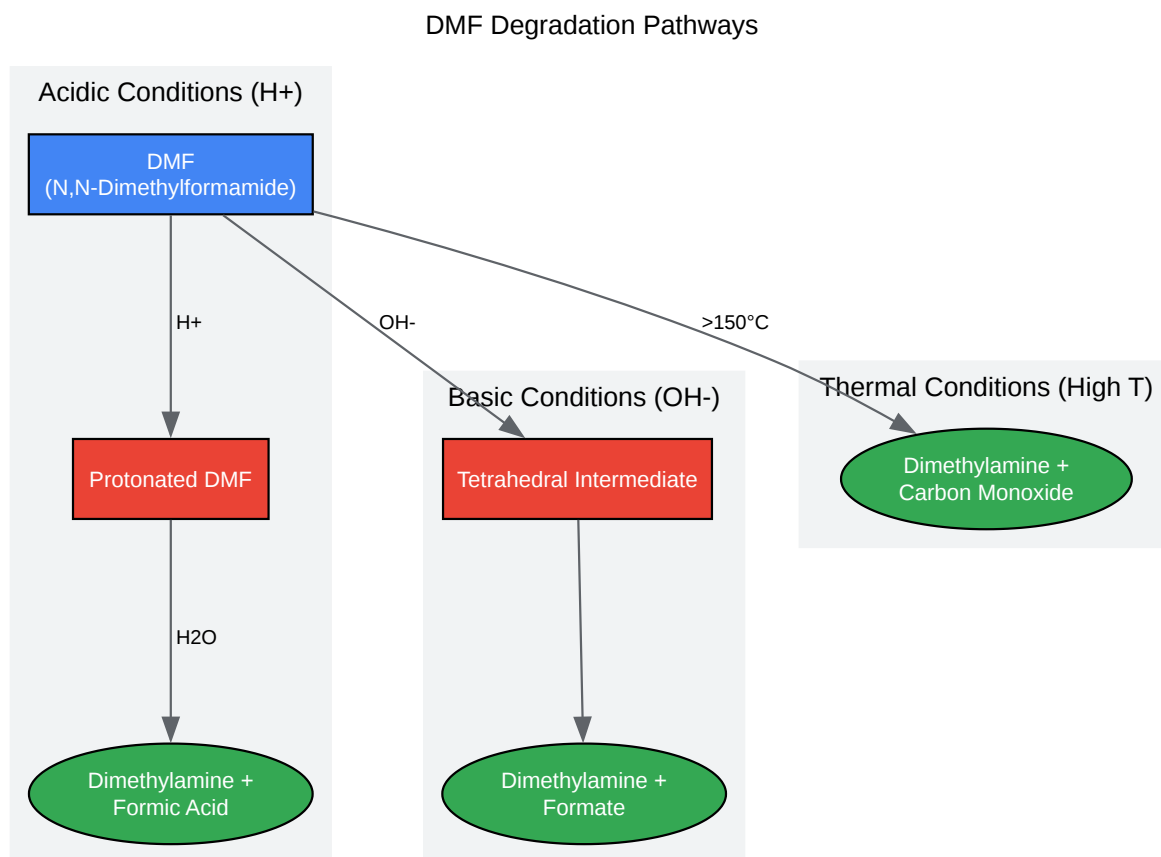 DMF Degradation Pathways
Acidic Conditions (H+)
DMF
(N,N-Dimethylformamide)
H+
OH-
>150°C
Basic Conditions (OH-)
Thermal Conditions (High T)
Protonated DMF
Tetrahedral Intermediate
Dimethylamine +
Carbon Monoxide
H2O
Dimethylamine +
Formic Acid
Dimethylamine +
Formate